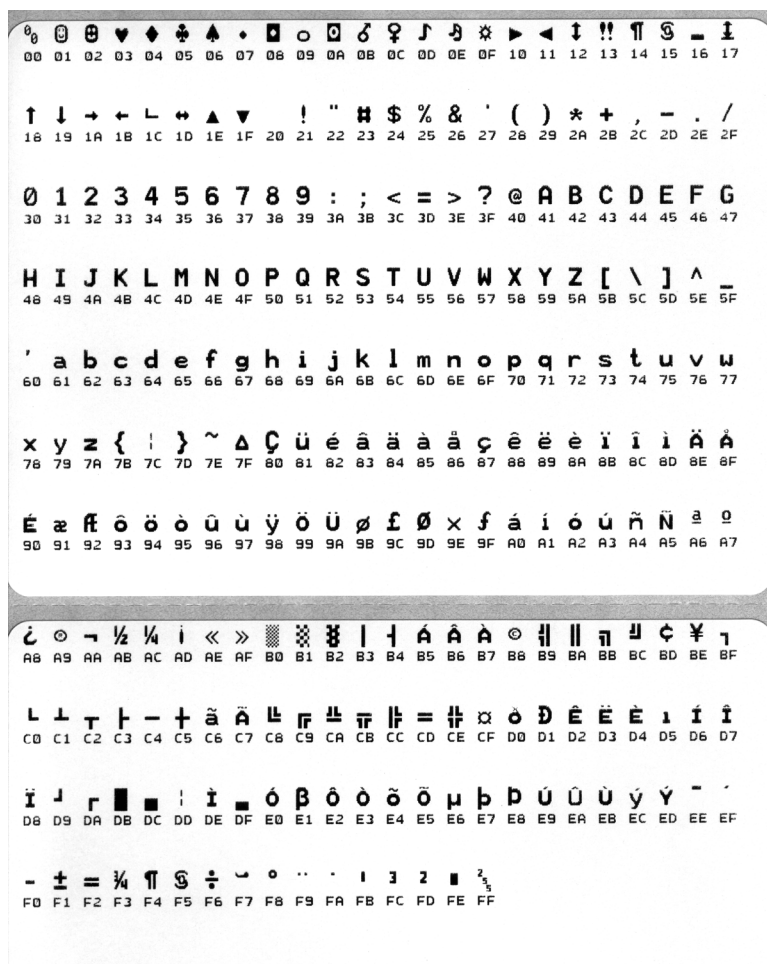 ⁰₀ ☺ ☻ ♥ ♦ ♣ ♠ • ◘ ○ ◙ ♂ ♀ ♪ ♫ ☼ ► ◄ ↕ ‼ ¶ § ▬ ↨
00 01 02 03 04 05 06 07 08 09 0A 0B 0C 0D 0E 0F 10 11 12 13 14 15 16 17
↑ ↓ → ← ∟ ↔ ▲ ▼ ! " # $ % & ' ( ) * + , - . /
18 19 1A 1B 1C 1D 1E 1F 20 21 22 23 24 25 26 27 28 29 2A 2B 2C 2D 2E 2F
0 1 2 3 4 5 6 7 8 9 : ; < = > ? @ A B C D E F G
30 31 32 33 34 35 36 37 38 39 3A 3B 3C 3D 3E 3F 40 41 42 43 44 45 46 47
H I J K L M N O P Q R S T U V W X Y Z [ \ ] ^ _
48 49 4A 4B 4C 4D 4E 4F 50 51 52 53 54 55 56 57 58 59 5A 5B 5C 5D 5E 5F
' a b c d e f g h i j k l m n o p q r s t u v w
60 61 62 63 64 65 66 67 68 69 6A 6B 6C 6D 6E 6F 70 71 72 73 74 75 76 77
x y z { ¦ } ~ ∆ Ç ü é â ä à å ç ê ë è ï î ì Ä Å
78 79 7A 7B 7C 7D 7E 7F 80 81 82 83 84 85 86 87 88 89 8A 8B 8C 8D 8E 8F
É æ Æ ô ö ò û ù ÿ Ö Ü ø £ Ø × ƒ á í ó ú ñ Ñ ª º
90 91 92 93 94 95 96 97 98 99 9A 9B 9C 9D 9E 9F A0 A1 A2 A3 A4 A5 A6 A7
¿ ® ¬ ½ ¼ ¡ « » ░ ▒ ▓ │ ┤ Á Â À © ╣ ║ ╗ ╝ ¢ ¥ ┐
A8 A9 AA AB AC AD AE AF B0 B1 B2 B3 B4 B5 B6 B7 B8 B9 BA BB BC BD BE BF
└ ┴ ┬ ├ ─ ┼ ã Ã ╚ ╔ ╩ ╦ ╠ ═ ╬ ¤ ð Ð Ê Ë È ı Í Î
C0 C1 C2 C3 C4 C5 C6 C7 C8 C9 CA CB CC CD CE CF D0 D1 D2 D3 D4 D5 D6 D7
Ï ┘ ┌ █ ▄ ¦ Ì ▬ ó β ô ò õ Õ µ þ Þ Ú Û Ù ý Ý ¯ ´
D8 D9 DA DB DC DD DE DF E0 E1 E2 E3 E4 E5 E6 E7 E8 E9 EA EB EC ED EE EF
- ± = ¾ ¶ § ÷ ¸ ° ¨ · ¹ ³ ² ■ ²₅₅
F0 F1 F2 F3 F4 F5 F6 F7 F8 F9 FA FB FC FD FE FF